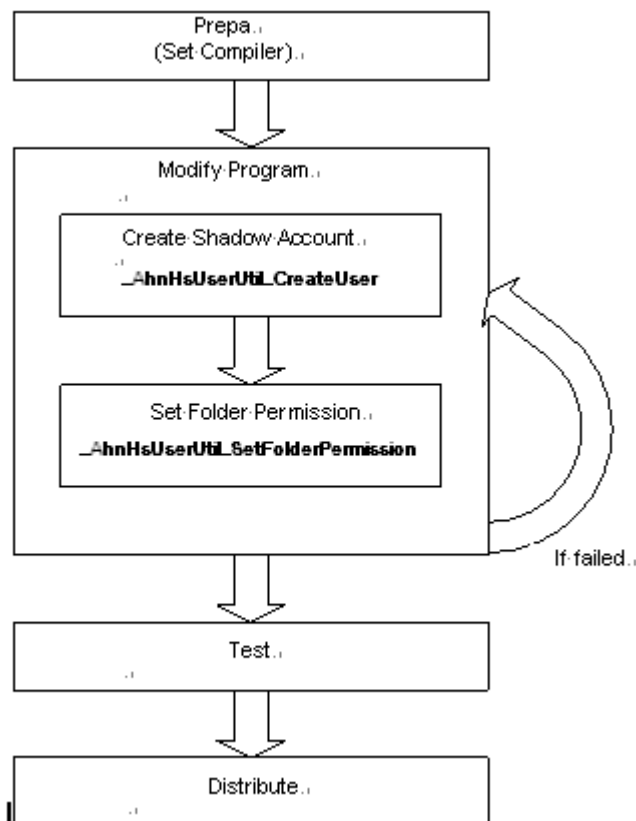 Prepa
(Set Compiler)
Modify Program
Create Shadow Account
_AhnHsUserUtil_CreateUser
Set Folder Permission
_AhnHsUserUtil_SetFolderPermission
If failed
Test
Distribute